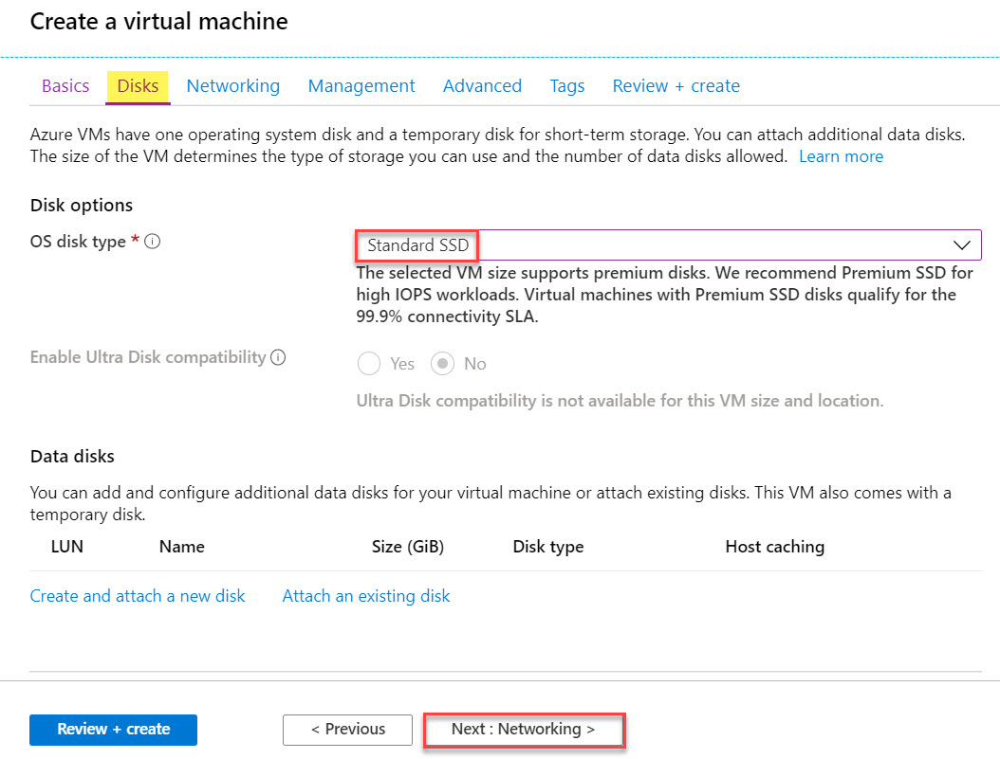 Create a virtual machine
Basics Disks Networking Management Advanced Tags Review + create
Azure VMs have one operating system disk and a temporary disk for short-term storage. You can attach additional data disks.
The size of the VM determines the type of storage you can use and the number of data disks allowed. Learn more
Disk options
OS disk type *
Standard SSD
The selected VM size supports premium disks. We recommend Premium SSD for
high IOPS workloads. Virtual machines with Premium SSD disks qualify for the
99.9% connectivity SLA.
Enable Ultra Disk compatibility
Yes No
Ultra Disk compatibility is not available for this VM size and location.
Data disks
You can add and configure additional data disks for your virtual machine or attach existing disks. This VM also comes with a
temporary disk.
LUN Name Size (GiB) Disk type Host caching
Create and attach a new disk Attach an existing disk
Review + create < Previous Next : Networking >